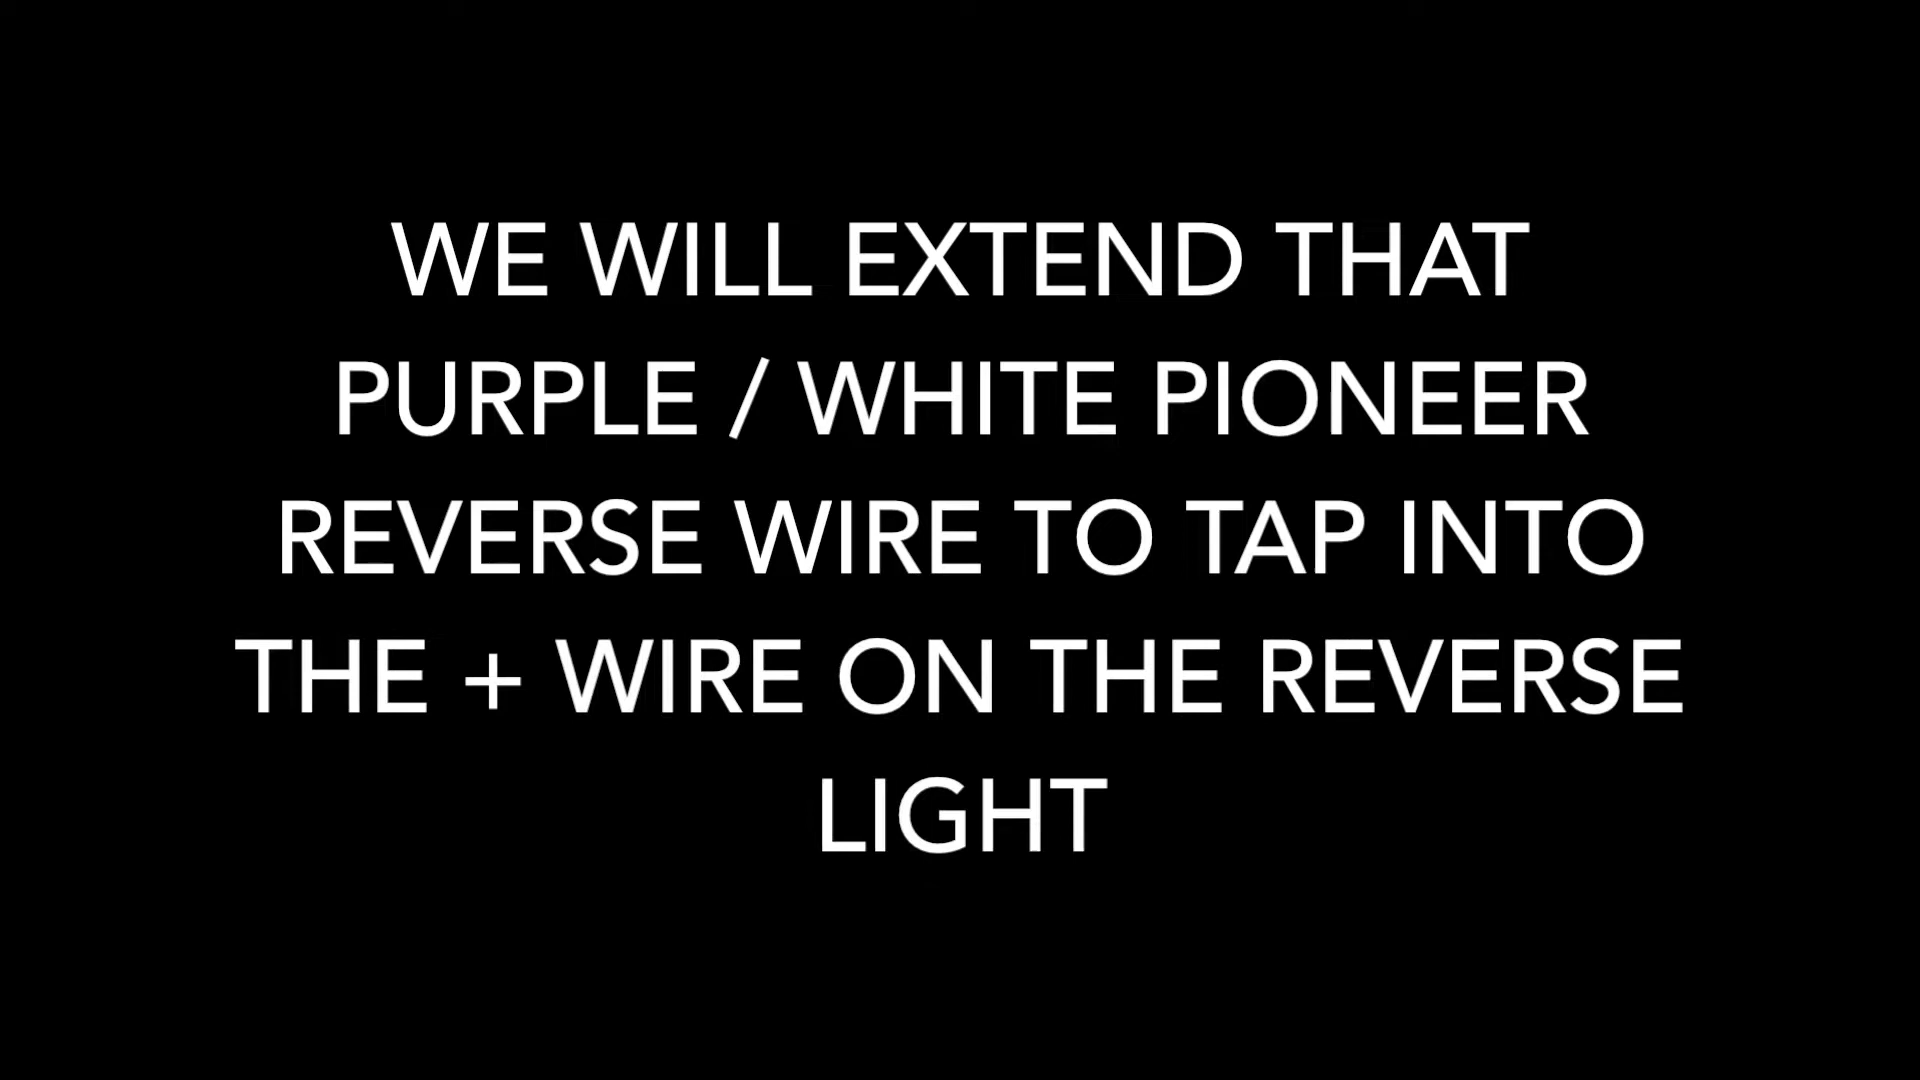 WE WILL EXTEND THAT
PURPLE / WHITE PIONEER
REVERSE WIRE TO TAP INTO
THE + WIRE ON THE REVERSE
LIGHT